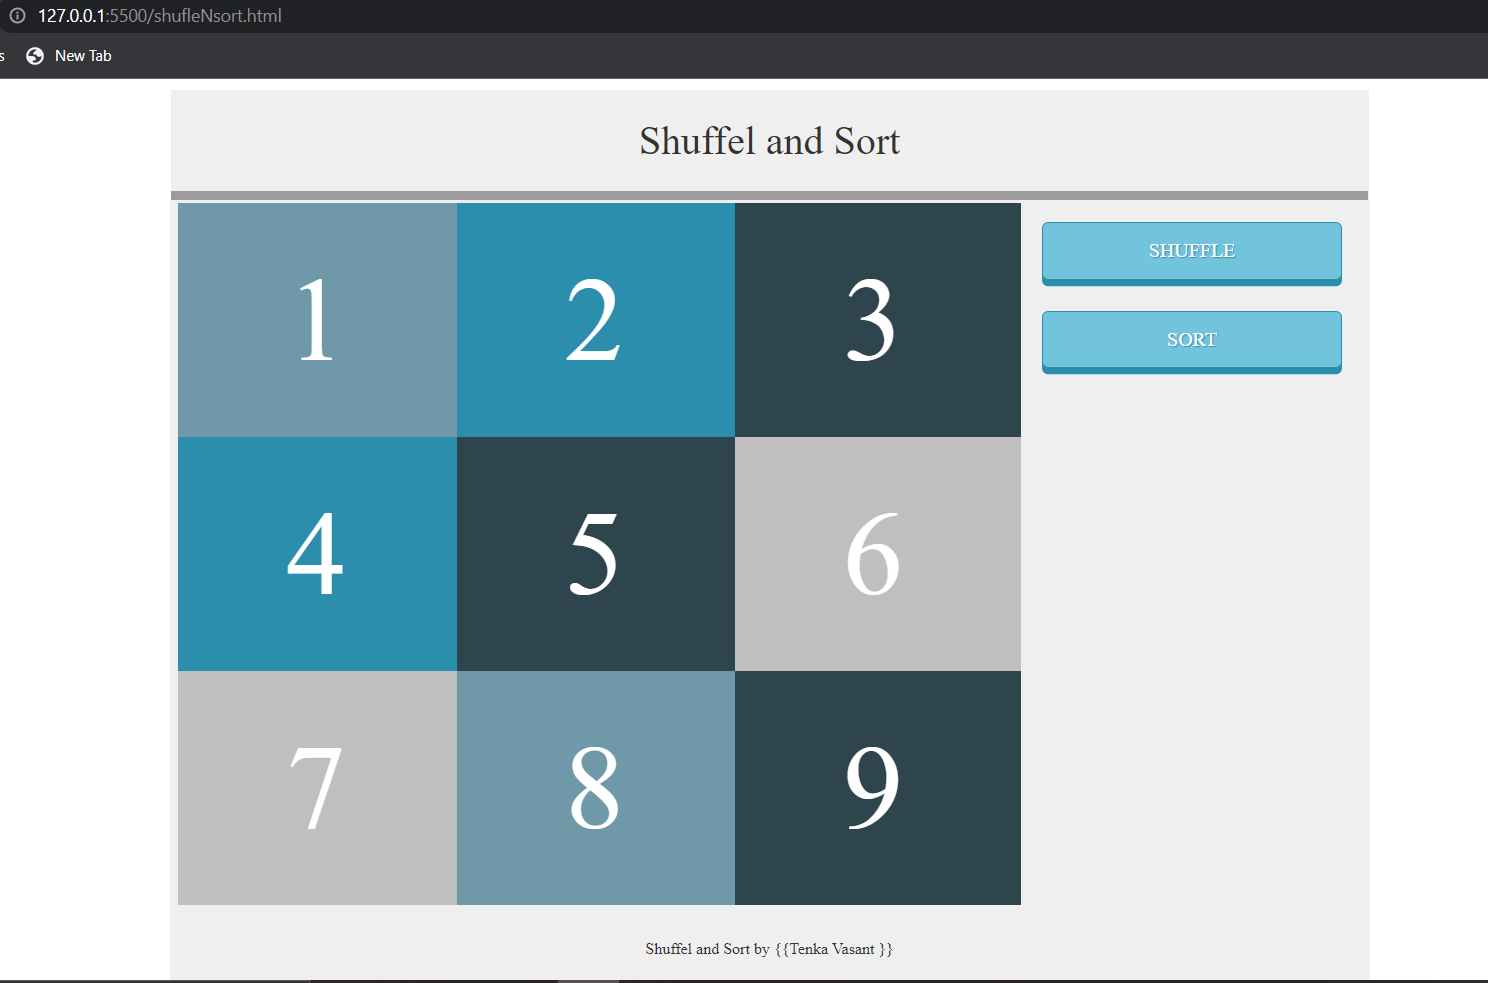 127.0.0.1:5500/shufleNsort.html
s New Tab
Shuffel and Sort
1 2 3
SHUFFLE
SORT
4 5 6
7 8 9
Shuffel and Sort by {{Tenka Vasant }}